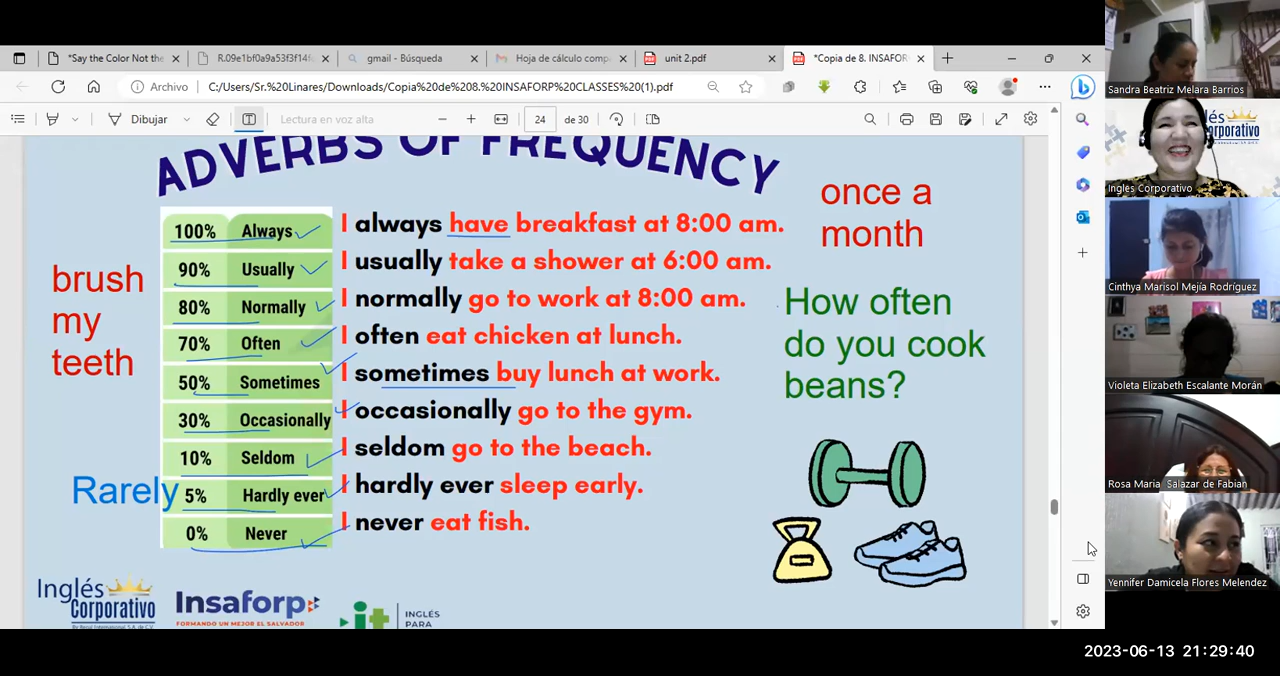 *Say the Color Not the
R.09e1bf0a9a53f3f14
gmail - Búsqueda
Hoja de cálculo comp
unit 2.pdf
*Copia de 8. INSAFOR
Archivo
C:/Users/Sr.%20Linares/Downloads/Copia%20de%208.%20INSAFORP%20CLASSES%20(1).pdf
Dibujar
Lectura en voz alta
24
de 30
ADVERBS OF FREQUENCY
100% Always I always have breakfast at 8:00 am.
90% Usually I usually take a shower at 6:00 am.
80% Normally I normally go to work at 8:00 am.
70% Often I often eat chicken at lunch.
50% Sometimes I sometimes buy lunch at work.
30% Occasionally I occasionally go to the gym.
10% Seldom I seldom go to the beach.
5% Hardly ever I hardly ever sleep early.
0% Never I never eat fish.
brush
my
teeth
Rarely
once a
month
How often
do you cook
beans?
Inglés
Corporativo
Insaforp
FORMANDO UN MEJOR EL SALVADOR
it
INGLÉS
PARA
Sandra Beatriz Melara Barrios
Inglés
Corporativo
Ingles Corporativo
Cinthya Marisol Mejía Rodríguez
Violeta Elizabeth Escalante Morán
Rosa Maria Salazar de Fabian
Yennifer Damicela Flores Melendez
2023-06-13 21:29:40